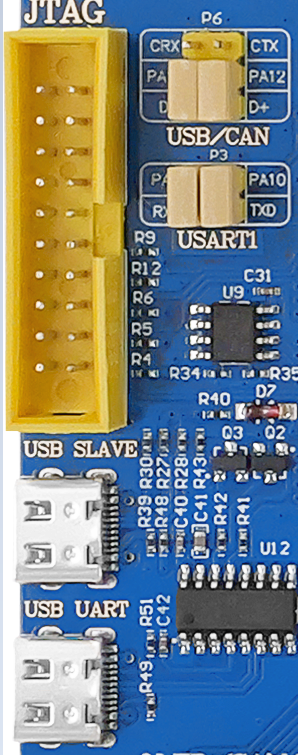 JTAG
P6
CRX
CTX
PA
PA12
D
D+
USB/CAN
P3
PA
PA10
RX
TXD
USART1
R9
R12
R6
R5
R4
C31
U9
R34
R35
D7
R40
Q3
Q2
USB SLAVE
R30
R27
R28
R43
R39
R48
C40
C41
R42
R41
U12
USB UART
R51
C42
R49